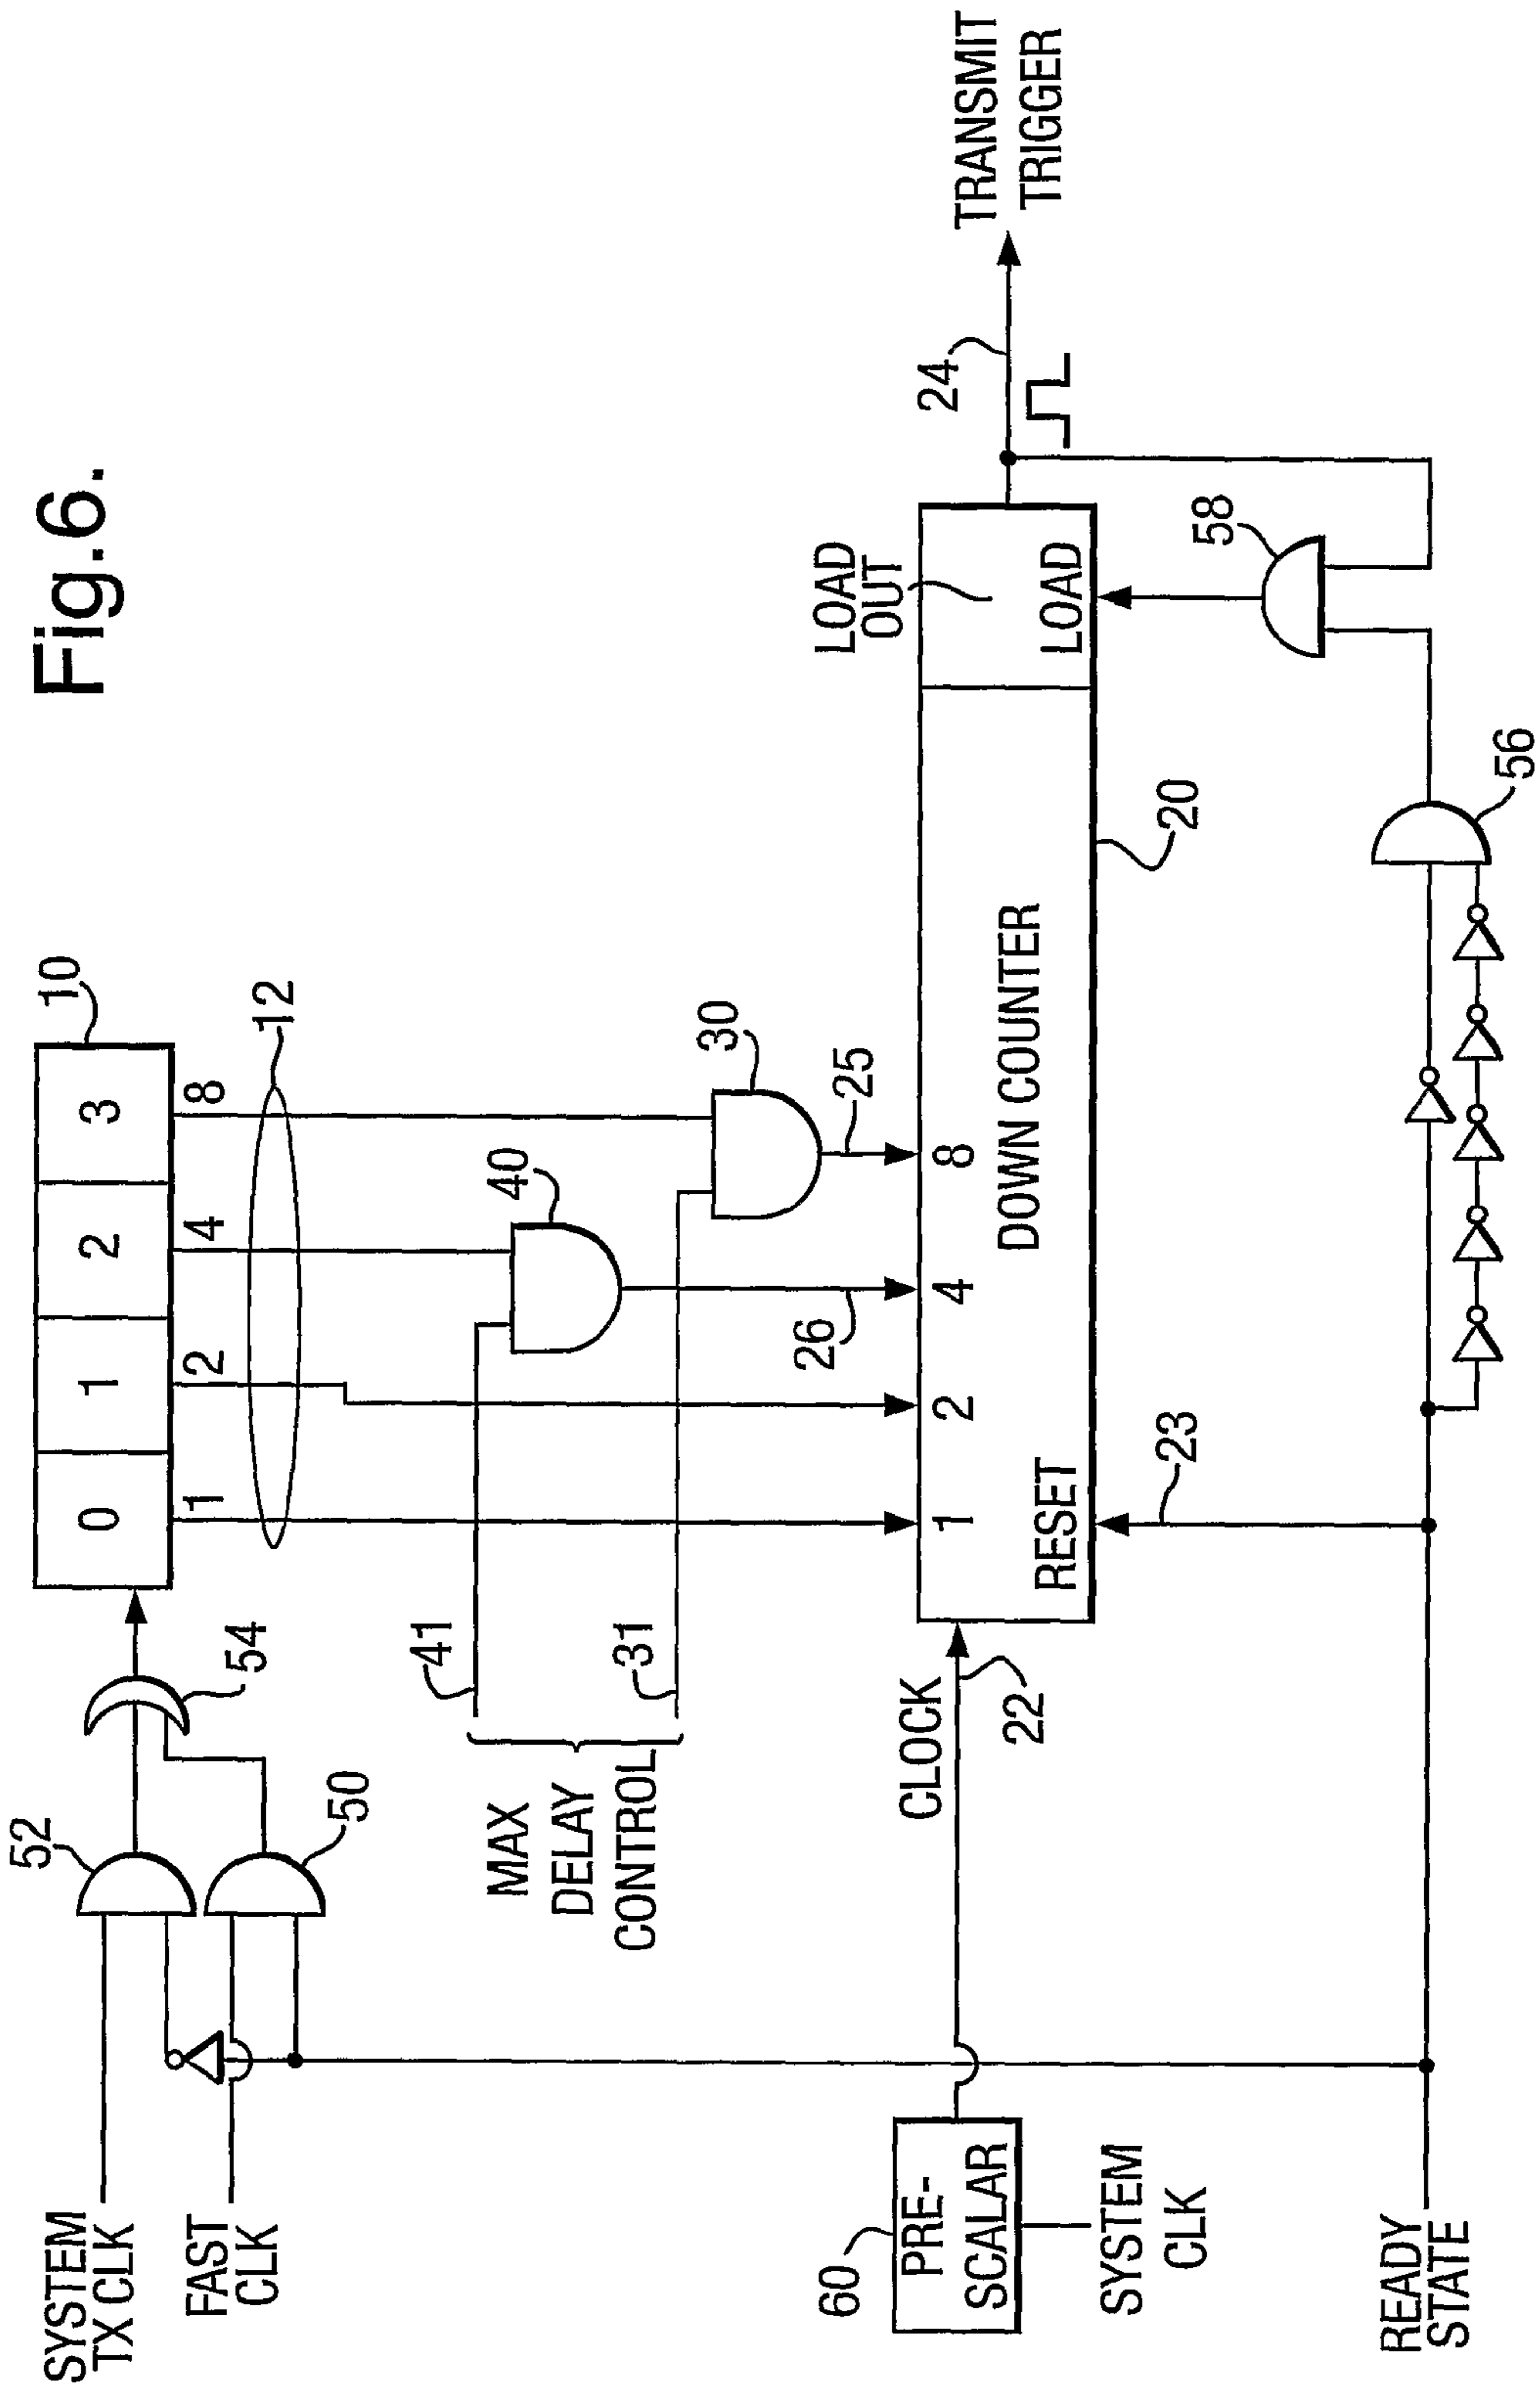 Fig.6.
SYSTEM
TX CLK
FAST
CLK
52
50
54
10
0
1
2
3
1
2
4
8
12
41
31
MAX
DELAY
CONTROL
40
30
26
25
60
PRE-
SCALAR
SYSTEM
CLK
CLOCK
22
1
2
4
8
RESET
DOWN COUNTER
LOAD
OUT
LOAD
20
24
TRANSMIT
TRIGGER
23
READY
STATE
56
58